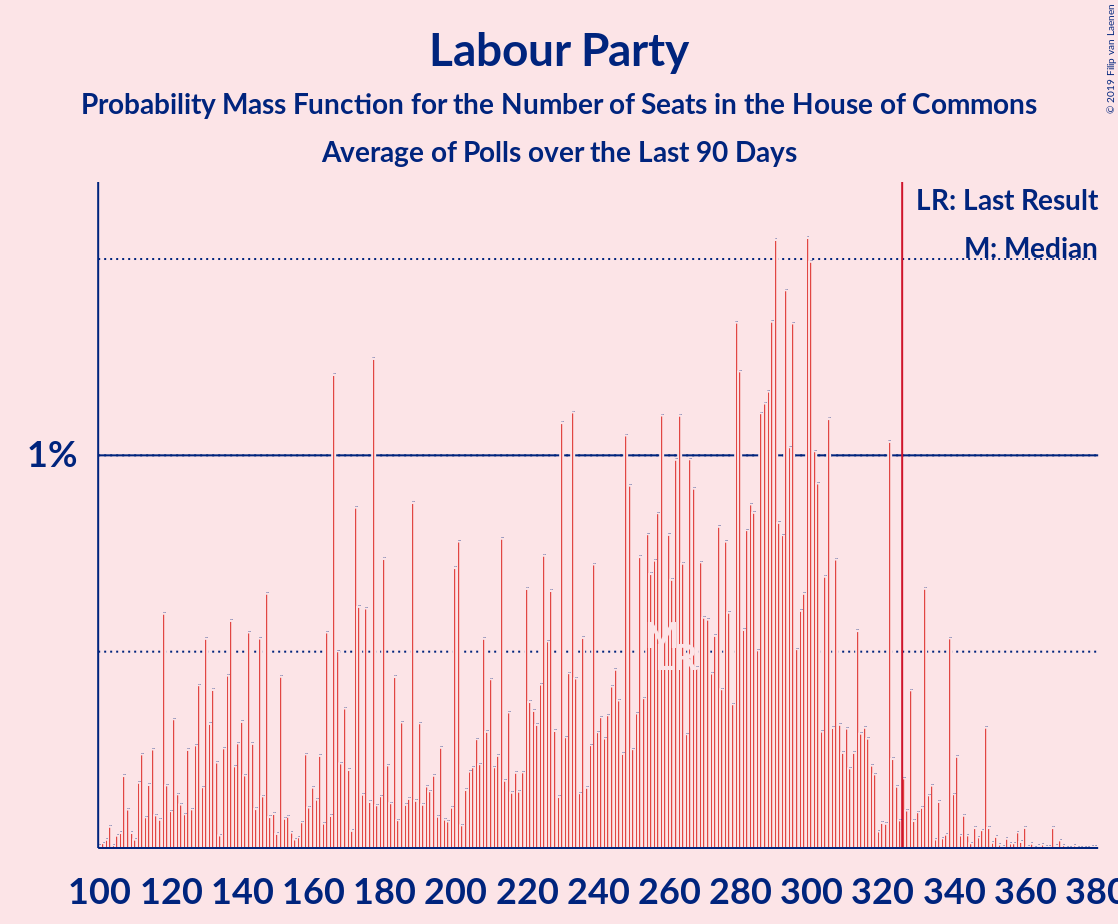 Labour Party
Probability Mass Function for the Number of Seats in the House of Commons
Average of Polls over the Last 90 Days
© 2019 Filip van Laenen
LR: Last Result
M: Median
1%
M
LR
100 120 140 160 180 200 220 240 260 280 300 320 340 360 380